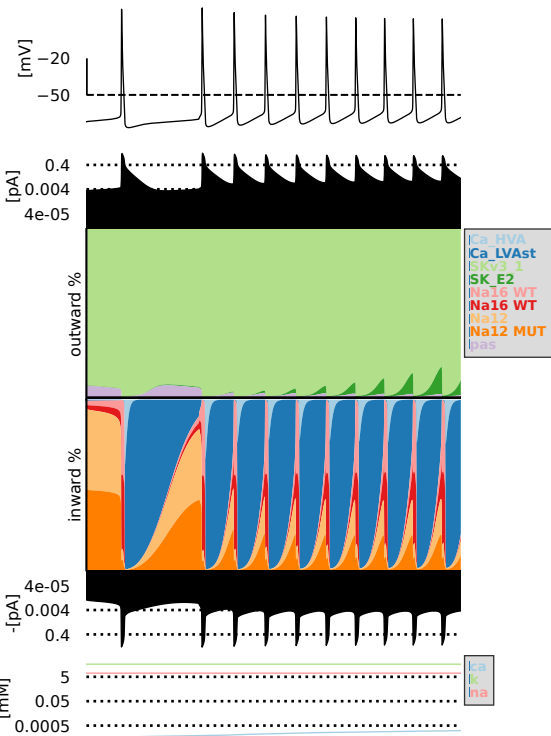 [mV]
−20
−50
[pA]
0.4
0.004
4e-05
outward %
Ca_HVA
Ca_LVAst
SKv3_1
SK_E2
Na16 WT
Na16 WT
Na12
Na12 MUT
pas
inward %
4e-05
0.004
0.4
-[pA]
ca
k
na
5
0.05
0.0005
[mM]